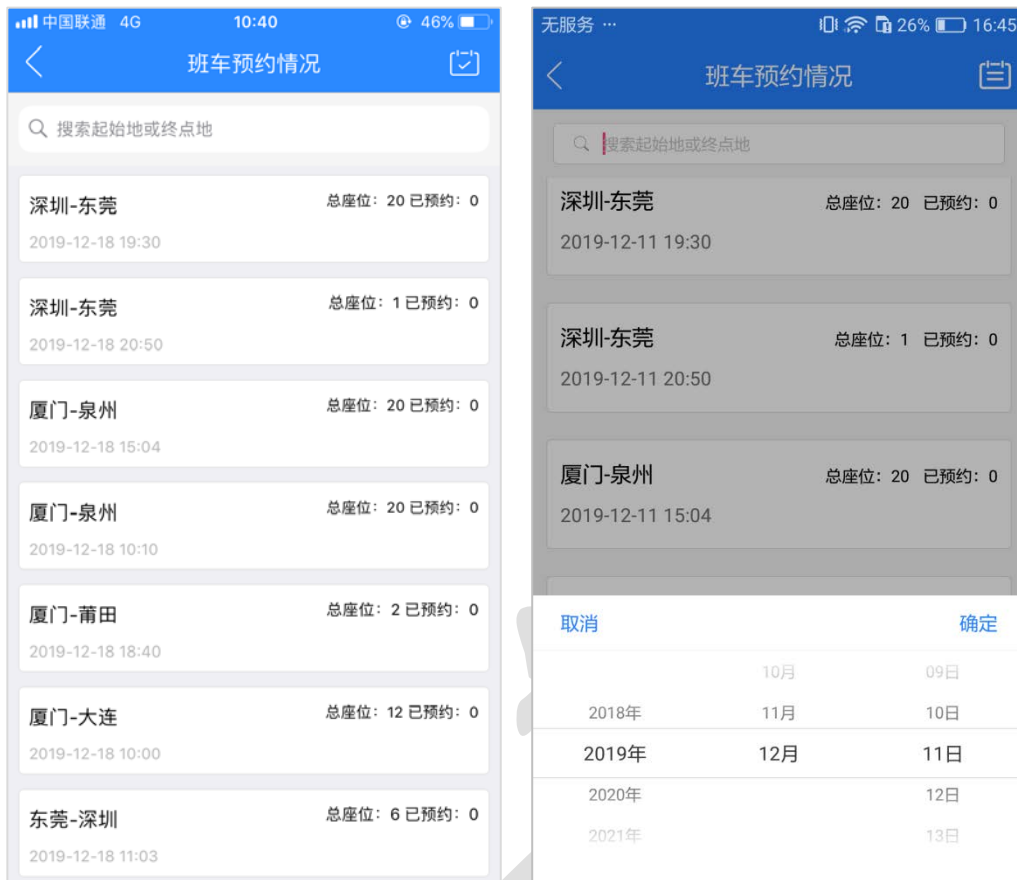 中国联通 4G 10:40 46%
班车预约情况
搜索起始地或终点地
深圳-东莞 总座位：20 已预约：0
2019-12-18 19:30
深圳-东莞 总座位：1 已预约：0
2019-12-18 20:50
厦门-泉州 总座位：20 已预约：0
2019-12-18 15:04
厦门-泉州 总座位：20 已预约：0
2019-12-18 10:10
厦门-莆田 总座位：2 已预约：0
2019-12-18 18:40
厦门-大连 总座位：12 已预约：0
2019-12-18 10:00
东莞-深圳 总座位：6 已预约：0
2019-12-18 11:03
无服务 ··· 26% 16:45
班车预约情况
搜索起始地或终点地
深圳-东莞 总座位：20 已预约：0
2019-12-11 19:30
深圳-东莞 总座位：1 已预约：0
2019-12-11 20:50
厦门-泉州 总座位：20 已预约：0
2019-12-11 15:04
取消 确定
10月 09日
2018年 11月 10日
2019年 12月 11日
2020年 12日
2021年 13日